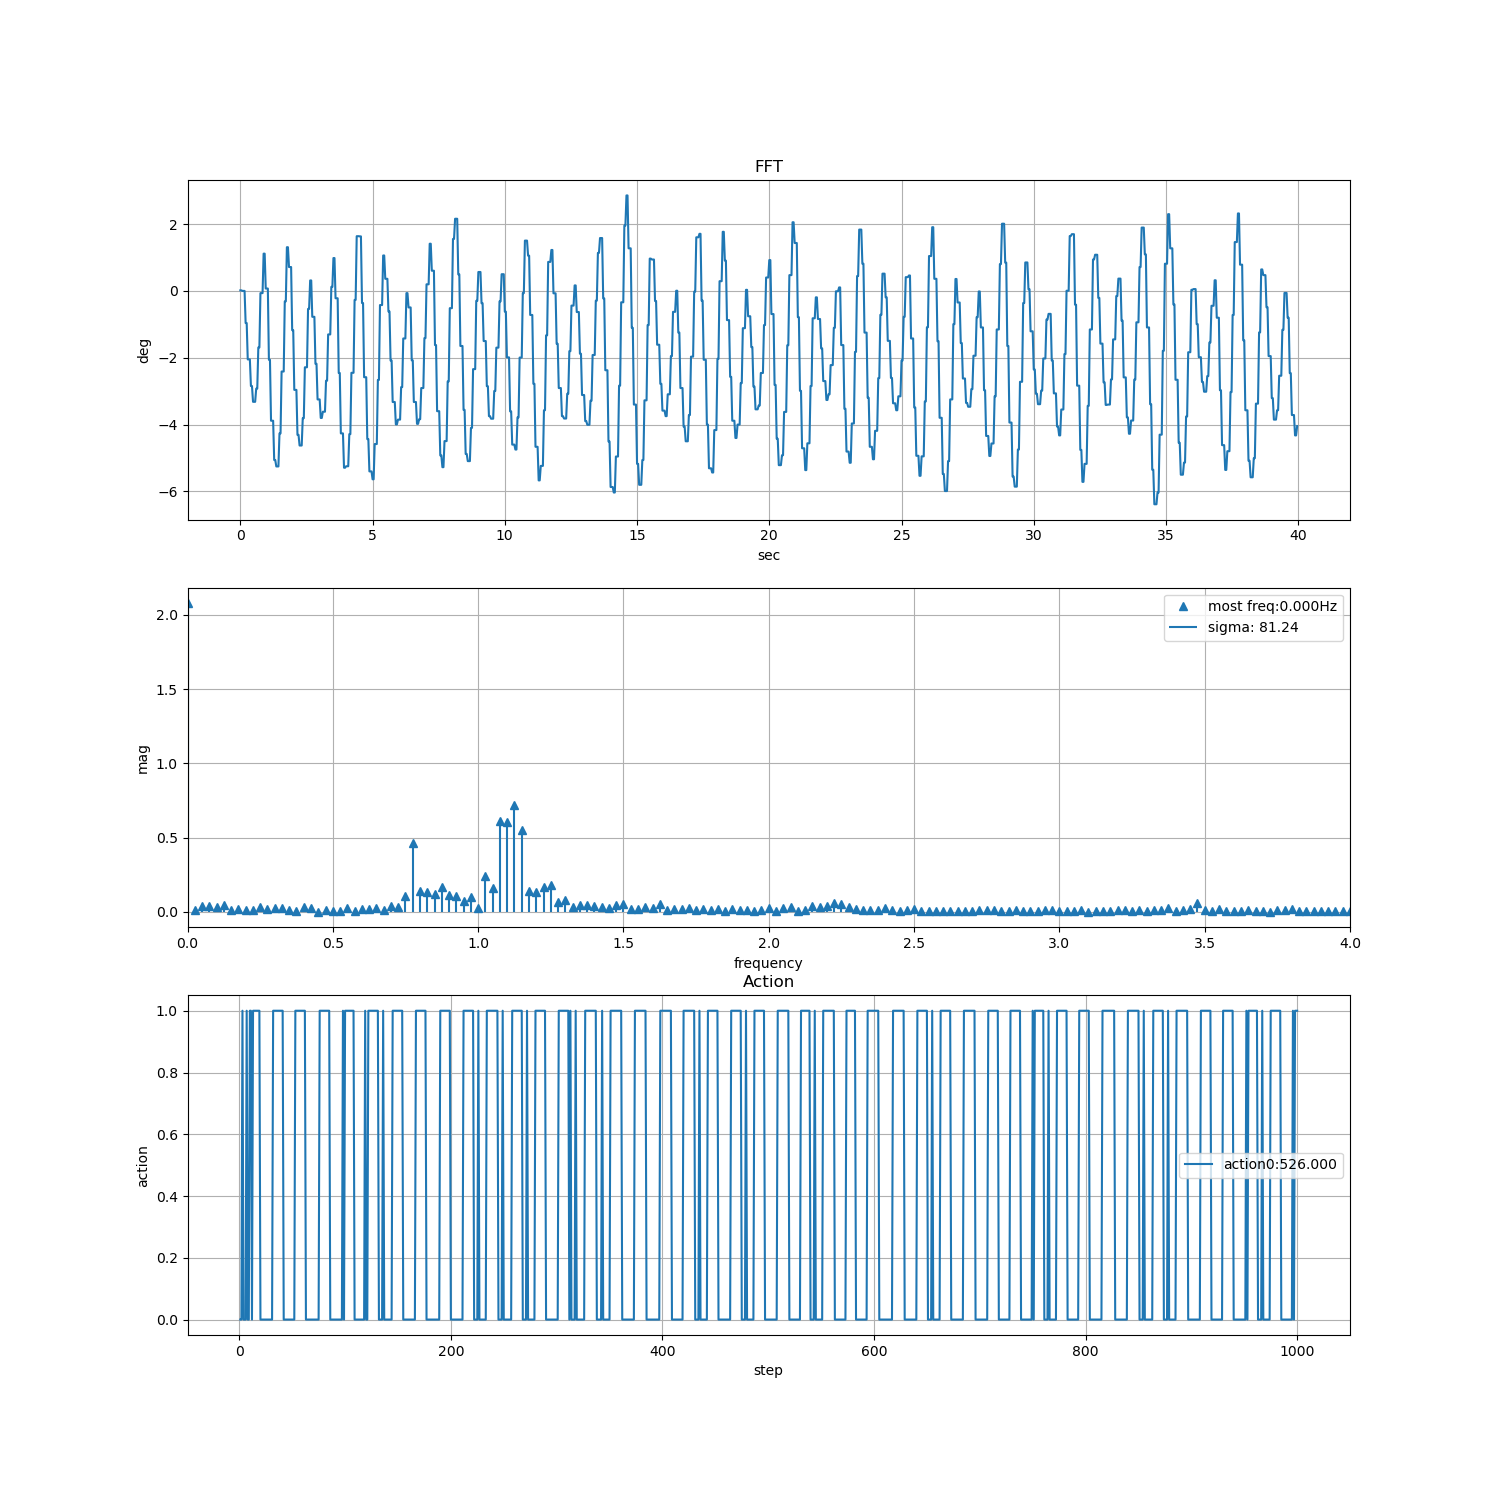 FFT
2
0
−2
−4
−6
deg
0 5 10 15 20 25 30 35 40
sec
2.0
1.5
1.0
0.5
0.0
mag
most freq:0.000Hz
sigma: 81.24
0.0 0.5 1.0 1.5 2.0 2.5 3.0 3.5 4.0
frequency
Action
1.0
0.8
0.6
0.4
0.2
0.0
action
action0:526.000
0 200 400 600 800 1000
step